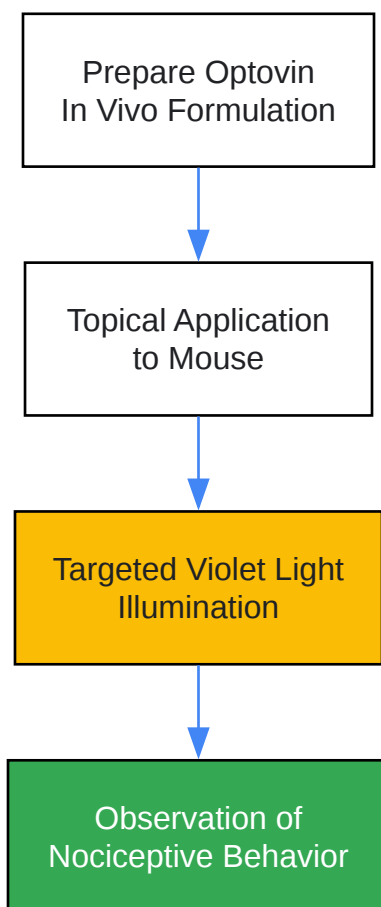 Prepare Optovin
In Vivo Formulation
Topical Application
to Mouse
Targeted Violet Light
Illumination
Observation of
Nociceptive Behavior